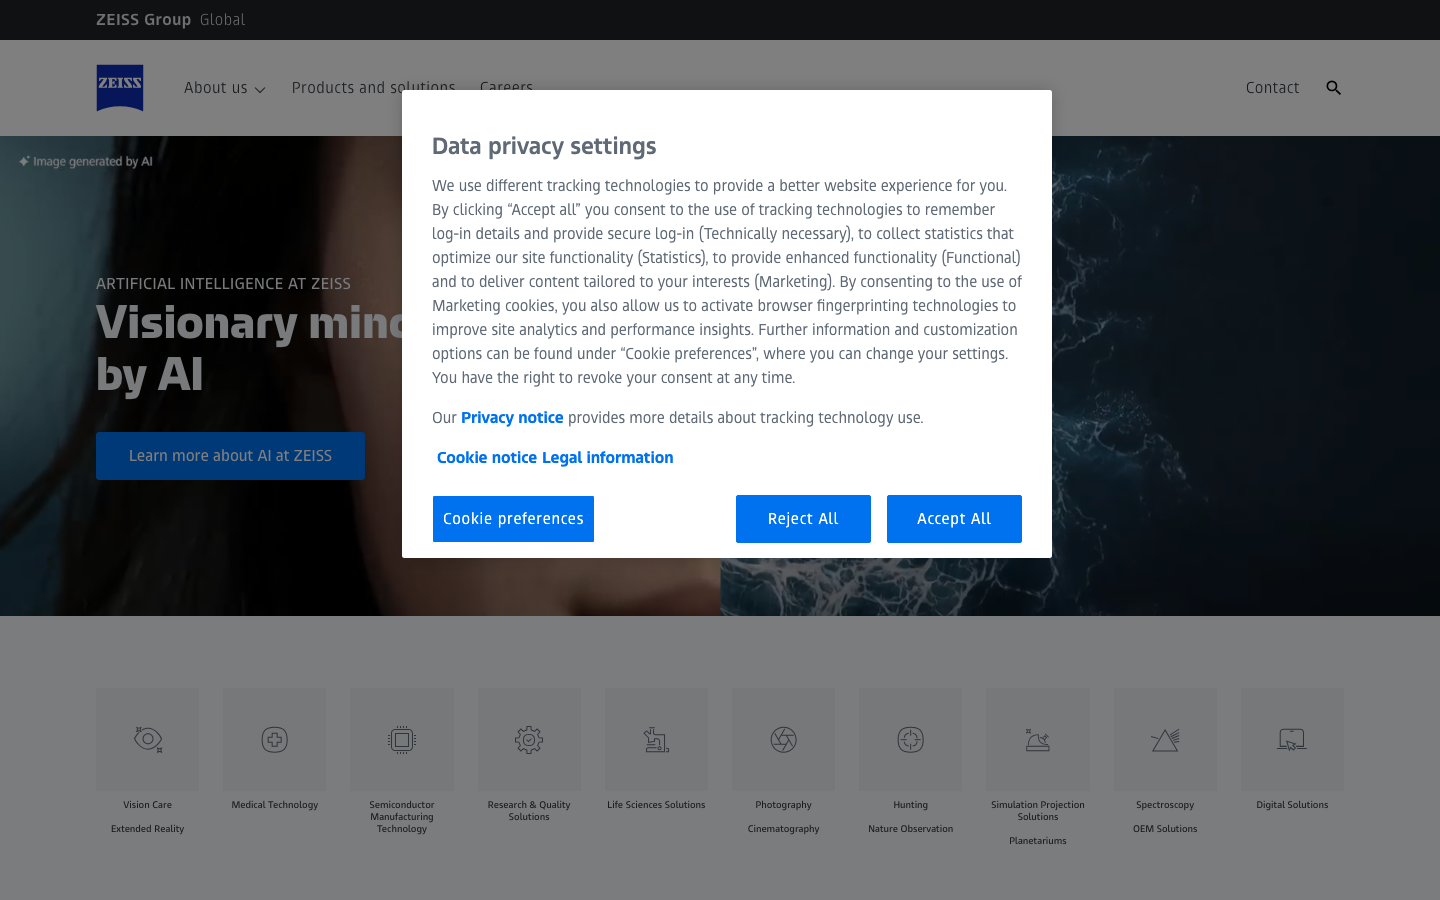 ZEISS Group Global
ZEISS
About us
Products and solutions
Careers
Contact
Image generated by AI
ARTIFICIAL INTELLIGENCE AT ZEISS
Visionary
by AI
Learn more about AI at ZEISS
Data privacy settings
We use different tracking technologies to provide a better website experience for you.
By clicking “Accept all” you consent to the use of tracking technologies to remember
log-in details and provide secure log-in (Technically necessary), to collect statistics that
optimize our site functionality (Statistics), to provide enhanced functionality (Functional)
and to deliver content tailored to your interests (Marketing). By consenting to the use of
Marketing cookies, you also allow us to activate browser fingerprinting technologies to
improve site analytics and performance insights. Further information and customization
options can be found under “Cookie preferences”, where you can change your settings.
You have the right to revoke your consent at any time.
Our Privacy notice provides more details about tracking technology use.
Cookie notice Legal information
Cookie preferences
Reject All
Accept All
Vision Care
Extended Reality
Medical Technology
Semiconductor
Manufacturing
Technology
Research & Quality
Solutions
Life Sciences Solutions
Photography
Cinematography
Hunting
Nature Observation
Simulation Projection
Solutions
Planetariums
Spectroscopy
OEM Solutions
Digital Solutions